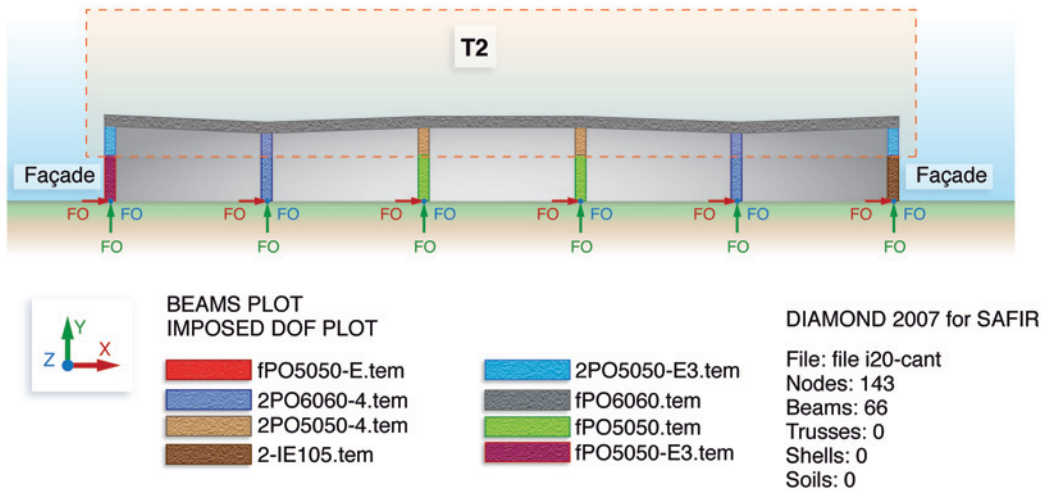 T2
Façade
Façade
FO FO FO FO FO FO FO FO FO FO FO FO
FO FO FO FO FO FO
Y
Z X
BEAMS PLOT
IMPOSED DOF PLOT
fPO5050-E.tem
2PO6060-4.tem
2PO5050-4.tem
2-IE105.tem
2PO5050-E3.tem
fPO6060.tem
fPO5050.tem
fPO5050-E3.tem
DIAMOND 2007 for SAFIR
File: file i20-cant
Nodes: 143
Beams: 66
Trusses: 0
Shells: 0
Soils: 0